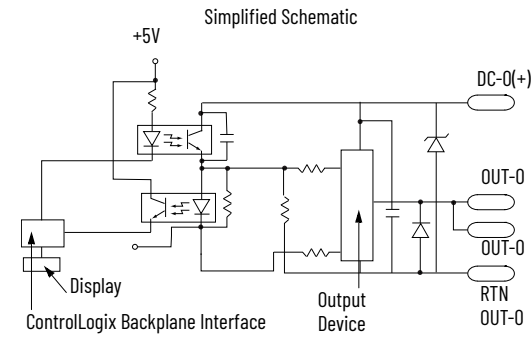 Simplified Schematic
+5V
DC-0(+)
OUT-0
OUT-0
RTN
OUT-0
Display
Output
Device
ControlLogix Backplane Interface